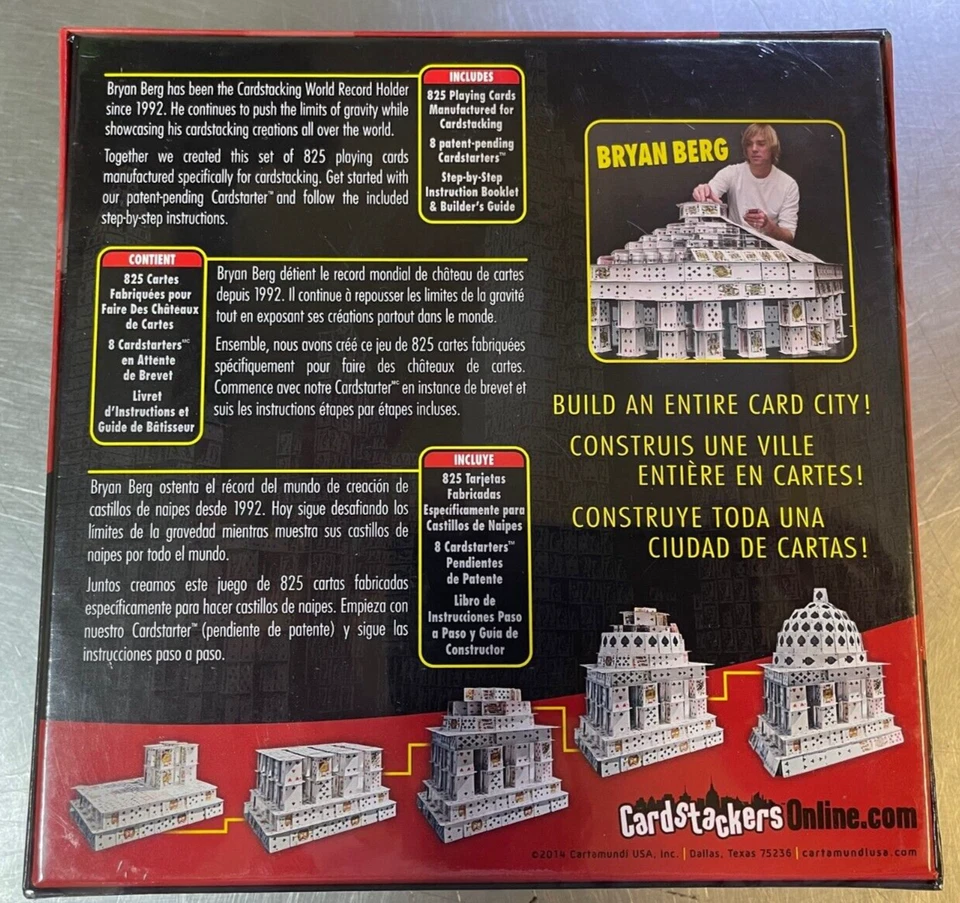 Bryan Berg has been the Cardstacking World Record Holder
since 1992. He continues to push the limits of gravity while
showcasing his cardstacking creations all over the world.
Together we created this set of 825 playing cards
manufactured specifically for cardstacking. Get started with
our patent-pending Cardstarter™ and follow the included
step-by-step instructions.
INCLUDES
825 Playing Cards
Manufactured for
Cardstacking
8 patent-pending
Cardstarters™
Step-by-Step
Instruction Booklet
& Builder's Guide
BRYAN BERG
CONTIENT
825 Cartes
Fabriquées pour
Faire Des Châteaux
de Cartes
8 Cardstarters MC
en Attente
de Brevet
Livret
d'Instructions et
Guide de Bâtisseur
Bryan Berg détient le record mondial de château de cartes
depuis 1992. Il continue à repousser les limites de la gravité
tout en exposant ses créations partout dans le monde.
Ensemble, nous avons créé ce jeu de 825 cartes fabriquées
spécifiquement pour faire des châteaux de cartes.
Commence avec notre Cardstarter MC en instance de brevet et
suis les instructions étapes par étapes incluses.
BUILD AN ENTIRE CARD CITY!
CONSTRUIS UNE VILLE
ENTIÈRE EN CARTES!
CONSTRUYE TODA UNA
CIUDAD DE CARTAS!
Bryan Berg ostenta el récord del mundo de creación de
castillos de naipes desde 1992. Hoy sigue desafiando los
límites de la gravedad mientras muestra sus castillos de
naipes por todo el mundo.
Juntos creamos este juego de 825 cartas fabricadas
específicamente para hacer castillos de naipes. Empieza con
nuestro Cardstarter™ (pendiente de patente) y sigue las
instrucciones paso a paso.
INCLUYE
825 Tarjetas
Fabricadas
Específicamente para
Castillos de Naipes
8 Cardstarters™
Pendientes
de Patente
Libro de
Instrucciones Paso
a Paso y Guia de
Constructor
CardstackersOnline.com
©2014 Cartamundi USA, Inc. | Dallas, Texas 75236 | cartamundiusa.com